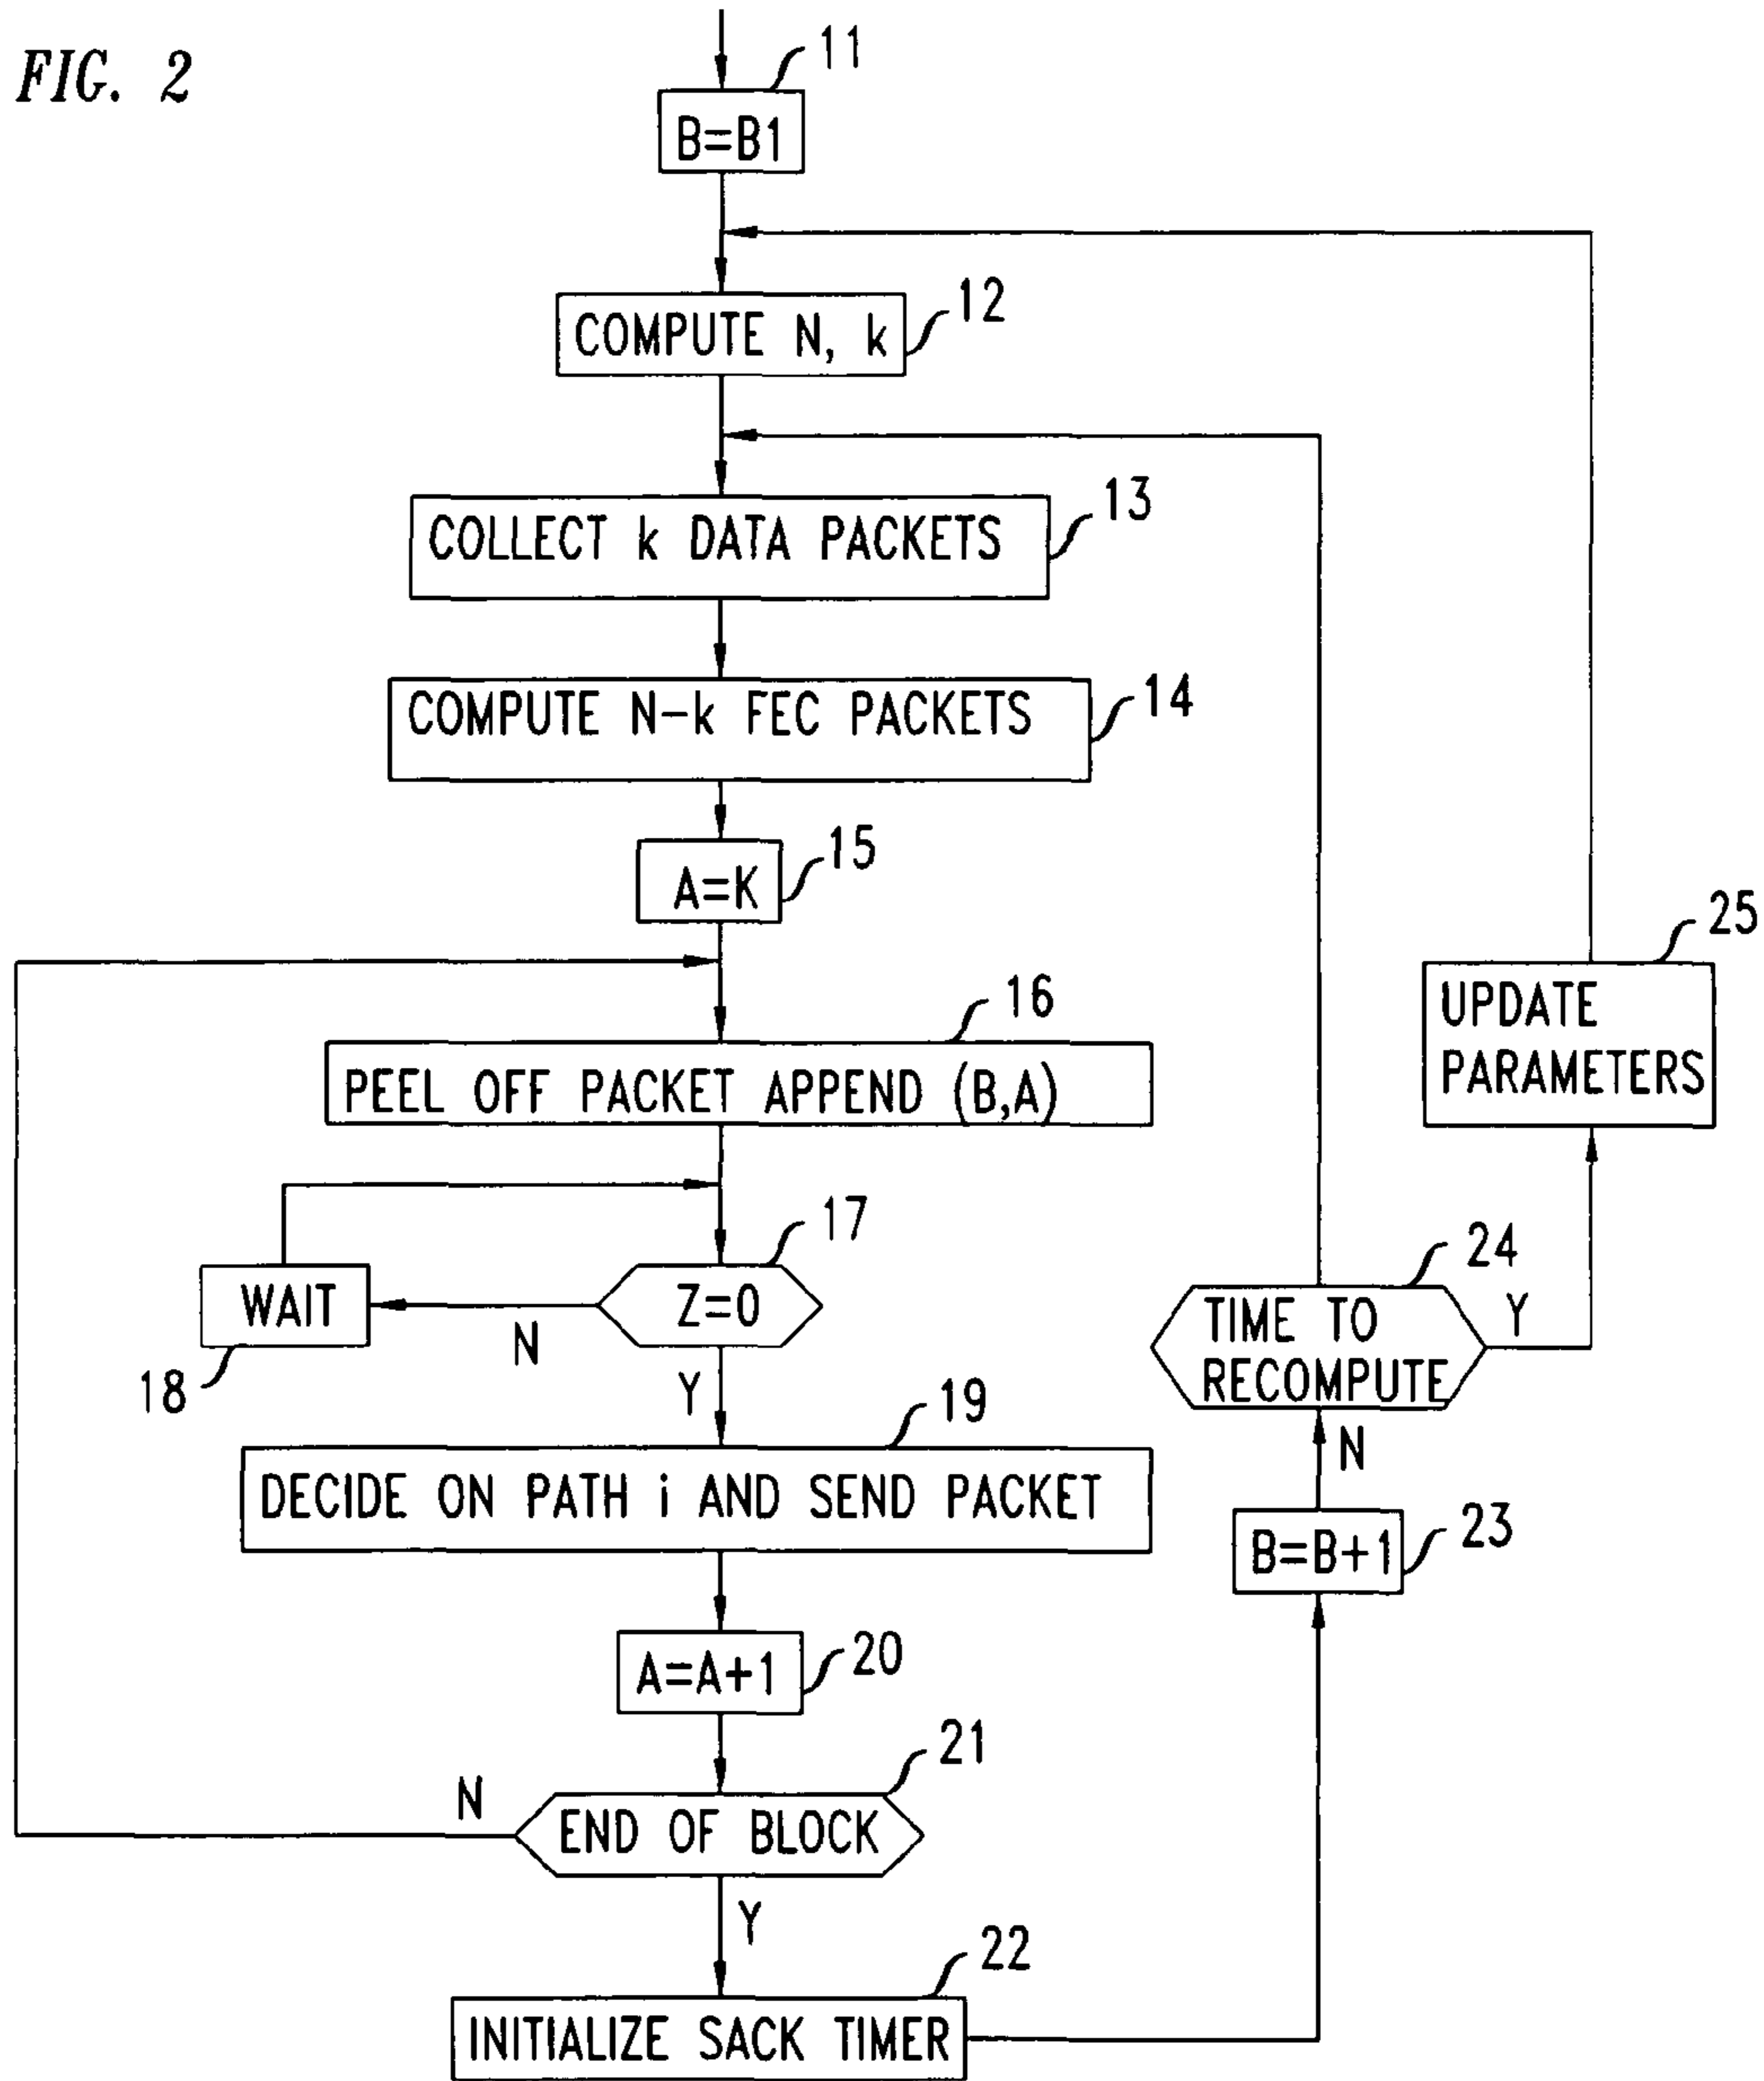 FIG. 2
11
B=B1
12
COMPUTE N, k
13
COLLECT k DATA PACKETS
14
COMPUTE N-k FEC PACKETS
15
A=K
25
UPDATE
PARAMETERS
16
PEEL OFF PACKET APPEND (B,A)
17
Z=0
WAIT
N
18
Y
24
TIME TO
RECOMPUTE
Y
N
19
DECIDE ON PATH i AND SEND PACKET
23
B=B+1
20
A=A+1
21
N
END OF BLOCK
Y
22
INITIALIZE SACK TIMER